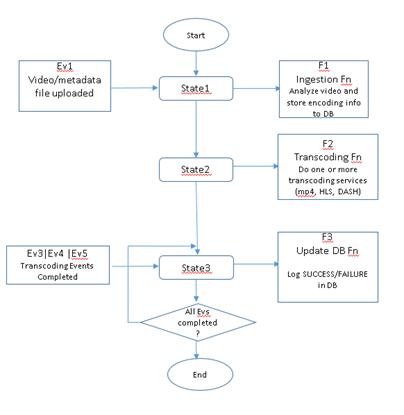 Start
Ev1
Video/metadata
file uploaded
State1
F1
Ingestion Fn
Analyze video and
store encoding info
to DB
State2
F2
Transcoding Fn
Do one or more
transcoding services
(mp4, HLS, DASH)
Ev3|Ev4 |Ev5
Transcoding Events
Completed
State3
F3
Update DB Fn
Log SUCCESS/FAILURE
in DB
All Evs
completed
?
End